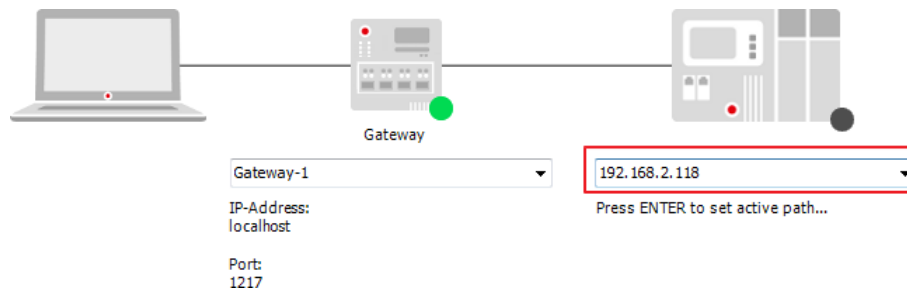 Gateway
Gateway-1
192.168.2.118
IP-Address:
localhost
Press ENTER to set active path...
Port:
1217